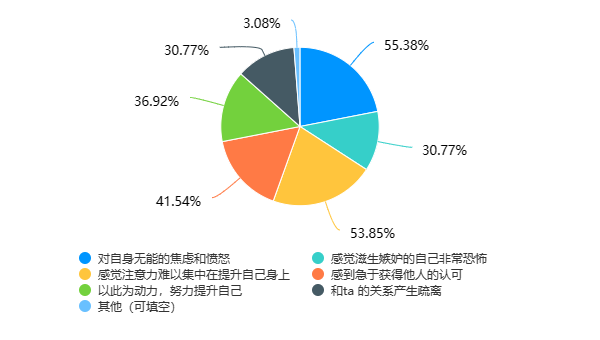 3.08%
55.38%
30.77%
36.92%
30.77%
41.54%
53.85%
对自身无能的焦虑和愤怒
感觉滋生嫉妒的自己非常恐怖
感觉注意力难以集中在提升自己身上
感到急于获得他人的认可
以此为动力，努力提升自己
和ta 的关系产生疏离
其他（可填空）